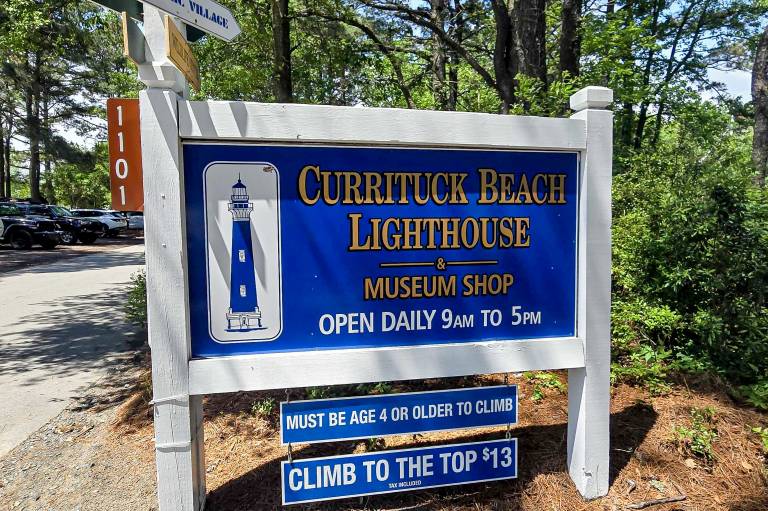 VILLAGE
1101
CURRITUCK BEACH
LIGHTHOUSE
&
MUSEUM SHOP
OPEN DAILY 9AM TO 5PM
MUST BE AGE 4 OR OLDER TO CLIMB
CLIMB TO THE TOP $13
TAX INCLUDED